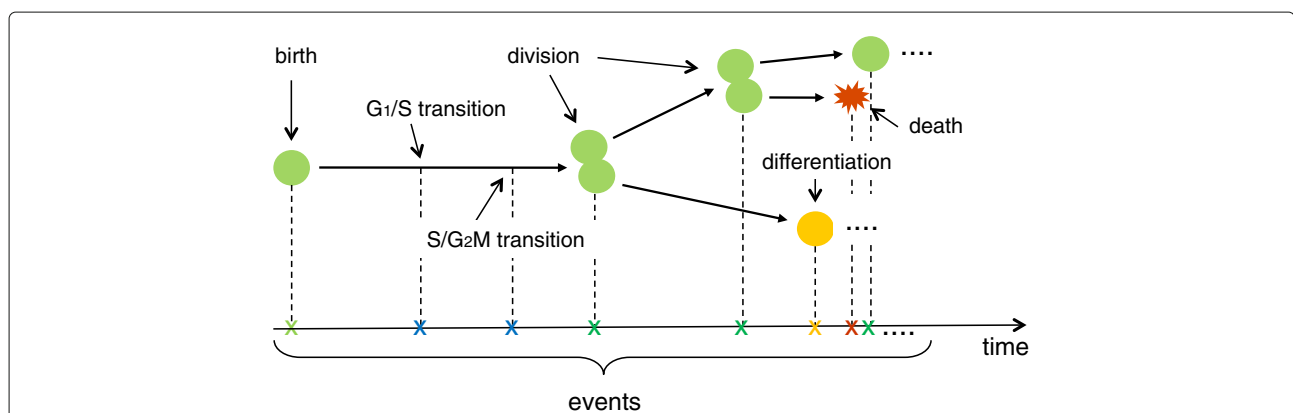 birth
division
....
G1/S transition
death
differentiation
....
S/G2M transition
x x x x x x x x ....
time
events